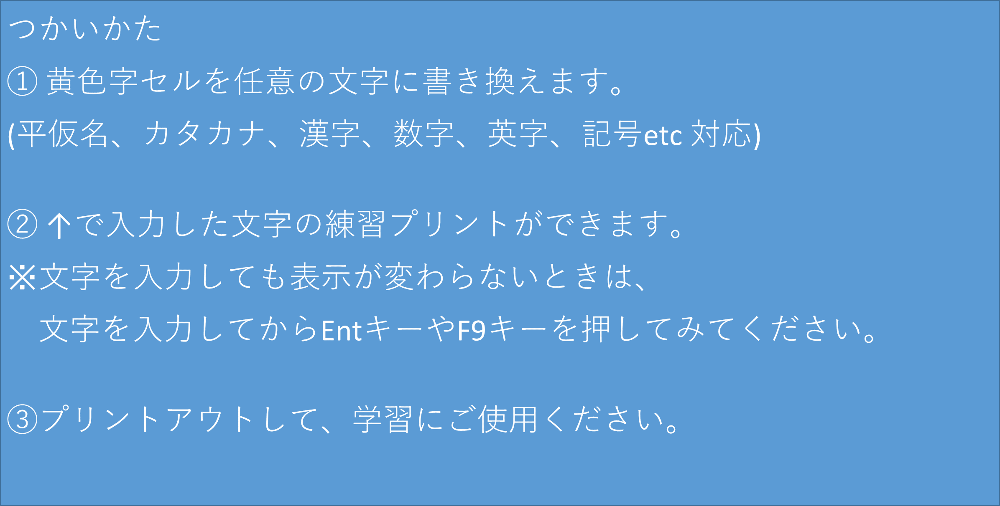 つかいかた
① 黄色字セルを任意の文字に書き換えます。
(平仮名、カタカナ、漢字、数字、英字、記号etc 対応)
② ↑で入力した文字の練習プリントができます。
※文字を入力しても表示が変わらないときは、
文字を入力してからEntキーやF9キーを押してみてください。
③プリントアウトして、学習にご使用ください。